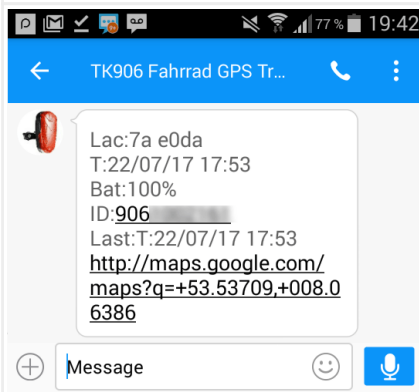 77 % 19:42
TK906 Fahrrad GPS Tr...
Lac:7a e0da
T:22/07/17 17:53
Bat:100%
ID:906
Last:T:22/07/17 17:53
http://maps.google.com/
maps?q=+53.53709,+008.0
6386
Message